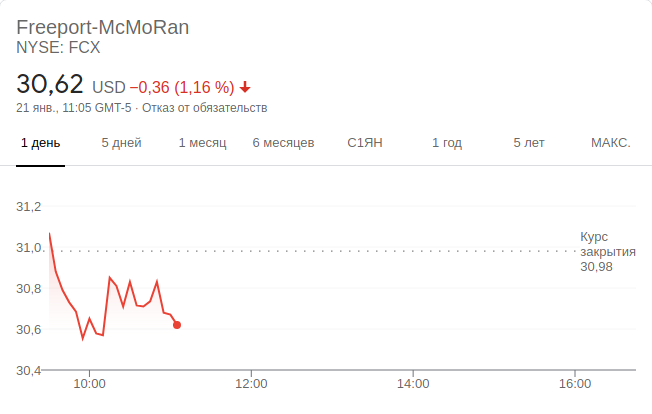 Freeport-McMoRan
NYSE: FCX
30,62 USD −0,36 (1,16 %)
21 янв., 11:05 GMT-5 · Отказ от обязательств
1 день 5 дней 1 месяц 6 месяцев С1ЯН 1 год 5 лет МАКС.
31,2
31,0
30,8
30,6
30,4
Курс
закрытия
30,98
10:00 12:00 14:00 16:00